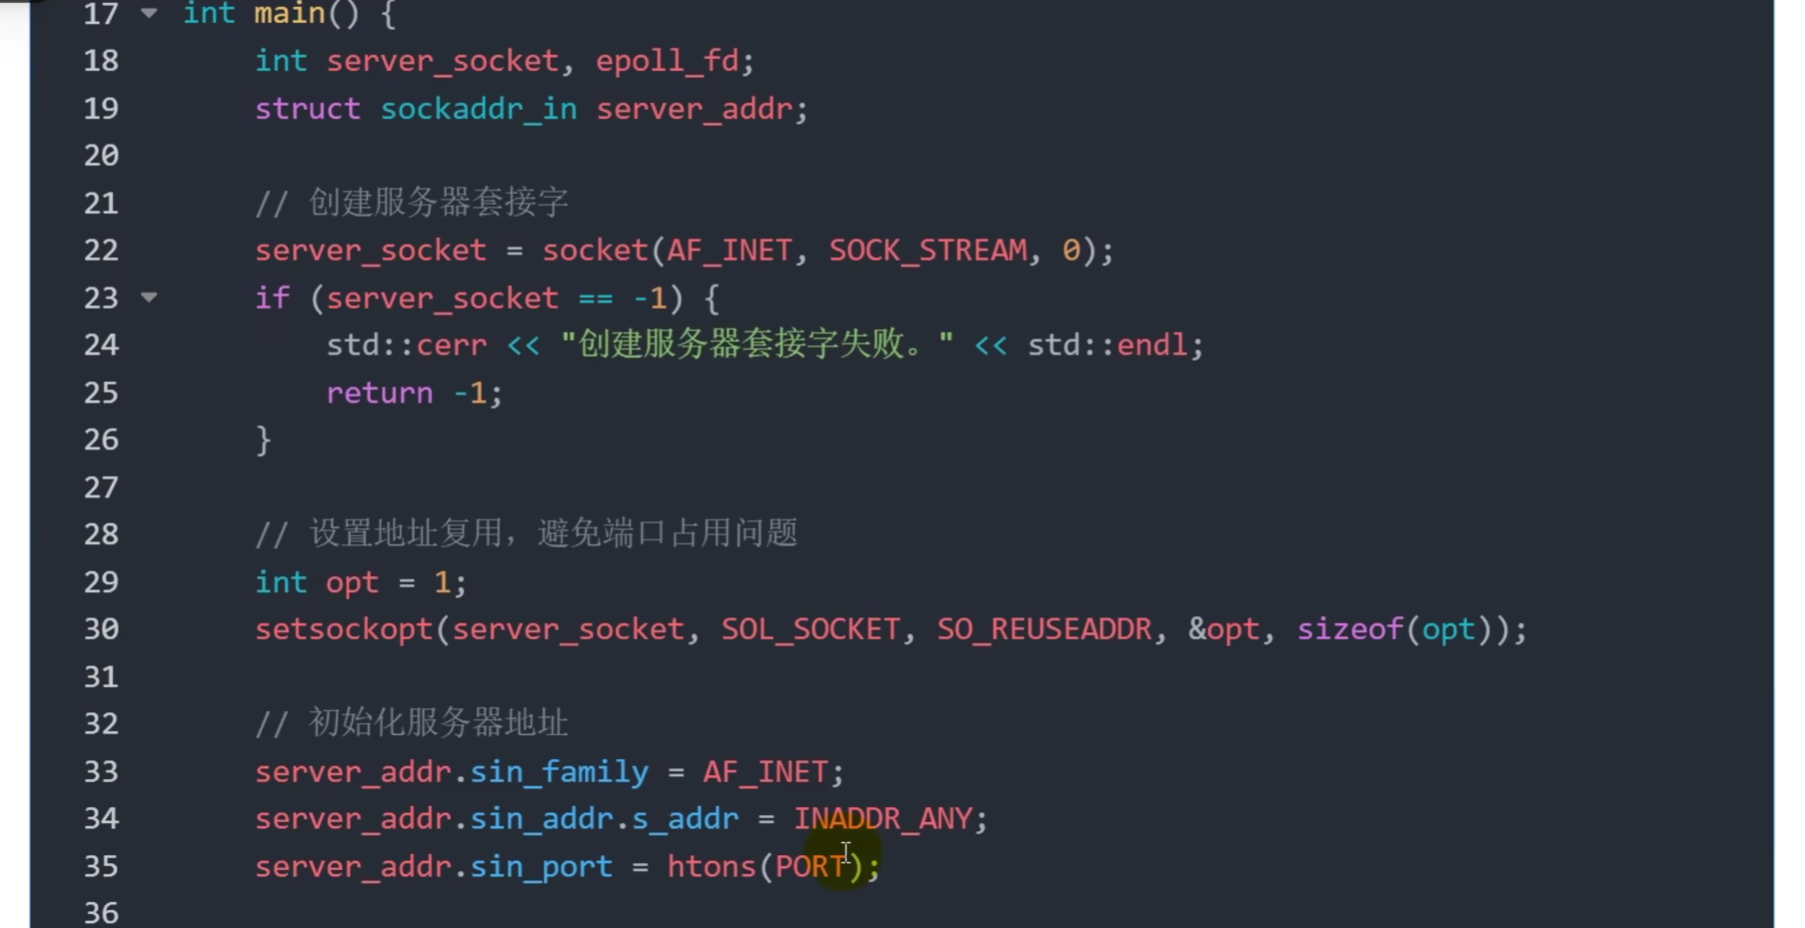 17 int main() {
18 int server_socket, epoll_fd;
19 struct sockaddr_in server_addr;
20
21 // 创建服务器套接字
22 server_socket = socket(AF_INET, SOCK_STREAM, 0);
23 if (server_socket == -1) {
24 std::cerr << "创建服务器套接字失败。" << std::endl;
25 return -1;
26 }
27
28 // 设置地址复用，避免端口占用问题
29 int opt = 1;
30 setsockopt(server_socket, SOL_SOCKET, SO_REUSEADDR, &opt, sizeof(opt));
31
32 // 初始化服务器地址
33 server_addr.sin_family = AF_INET;
34 server_addr.sin_addr.s_addr = INADDR_ANY;
35 server_addr.sin_port = htons(PORT);
36